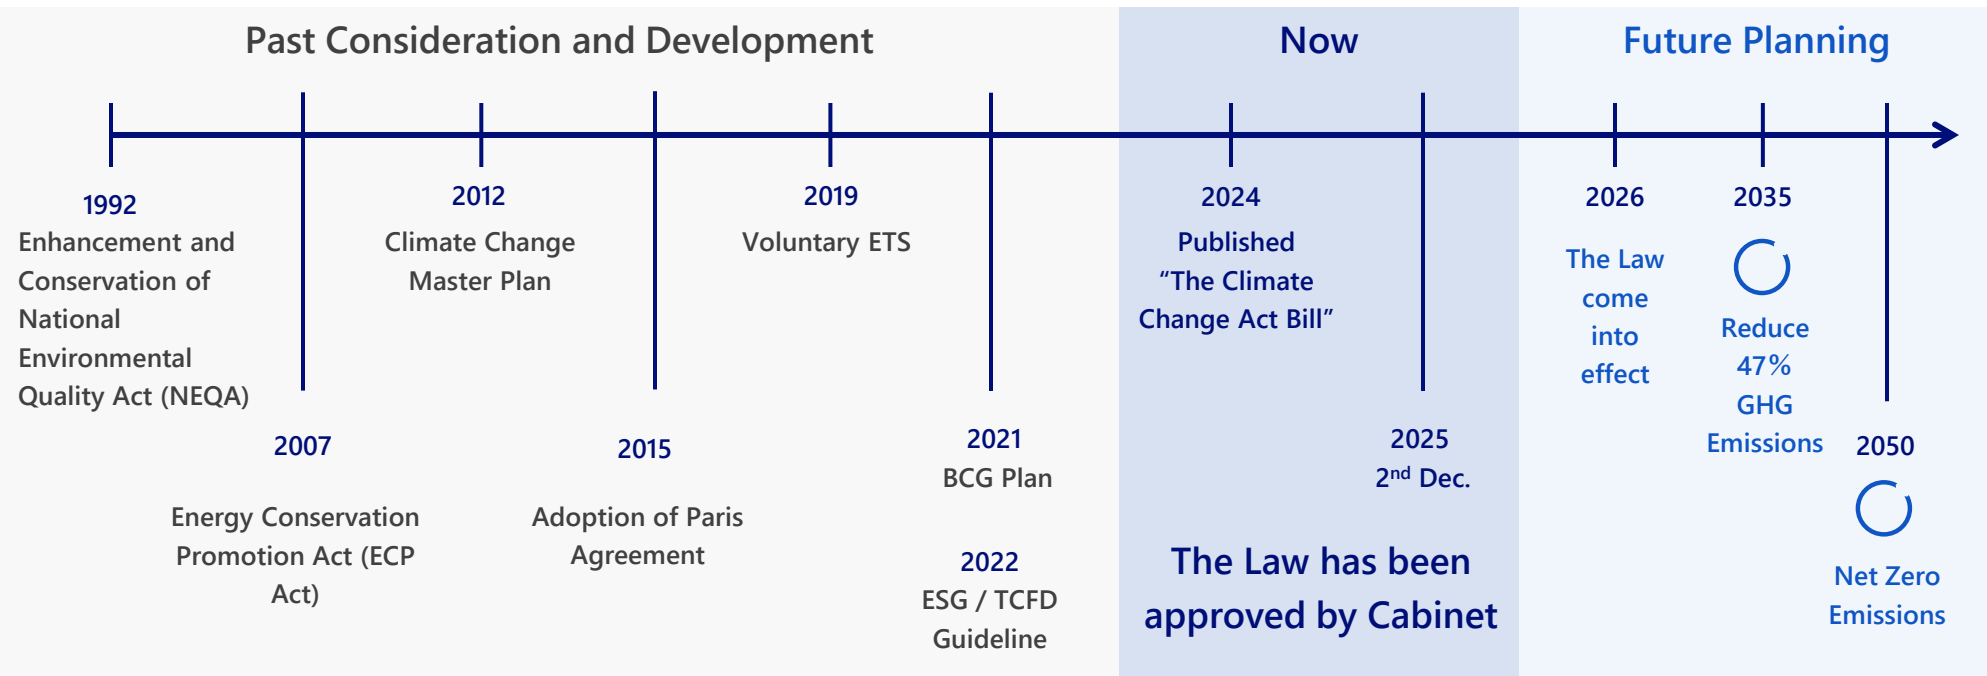 Past Consideration and Development
Now
Future Planning
1992
Enhancement and
Conservation of
National
Environmental
Quality Act (NEQA)
2007
Energy Conservation
Promotion Act (ECP
Act)
2012
Climate Change
Master Plan
2015
Adoption of Paris
Agreement
2019
Voluntary ETS
2021
BCG Plan
2022
ESG / TCFD
Guideline
2024
Published
“The Climate
Change Act Bill”
2025
2nd Dec.
The Law has been
approved by Cabinet
2026
The Law
come
into
effect
2035
Reduce
47%
GHG
Emissions
2050
Net Zero
Emissions